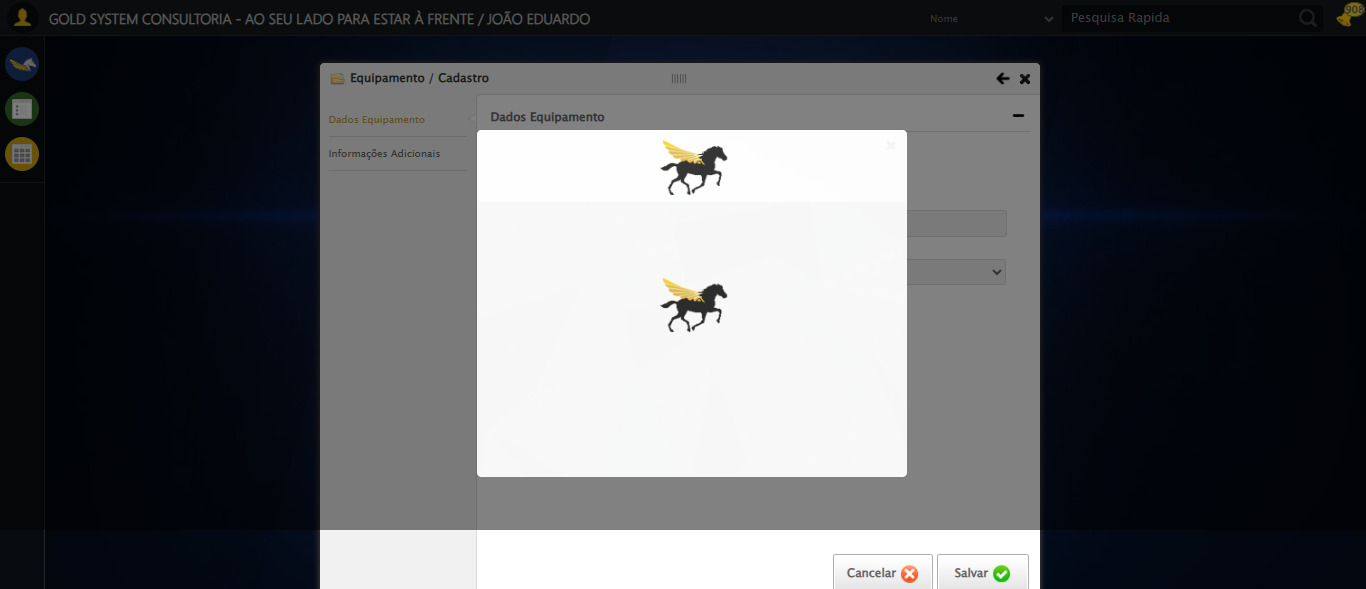 GOLD SYSTEM CONSULTORIA - AO SEU LADO PARA ESTAR À FRENTE / JOÃO EDUARDO
Nome
Pesquisa Rapida
908
Equipamento / Cadastro
Dados Equipamento
Dados Equipamento
Informações Adicionais
Cancelar
Salvar